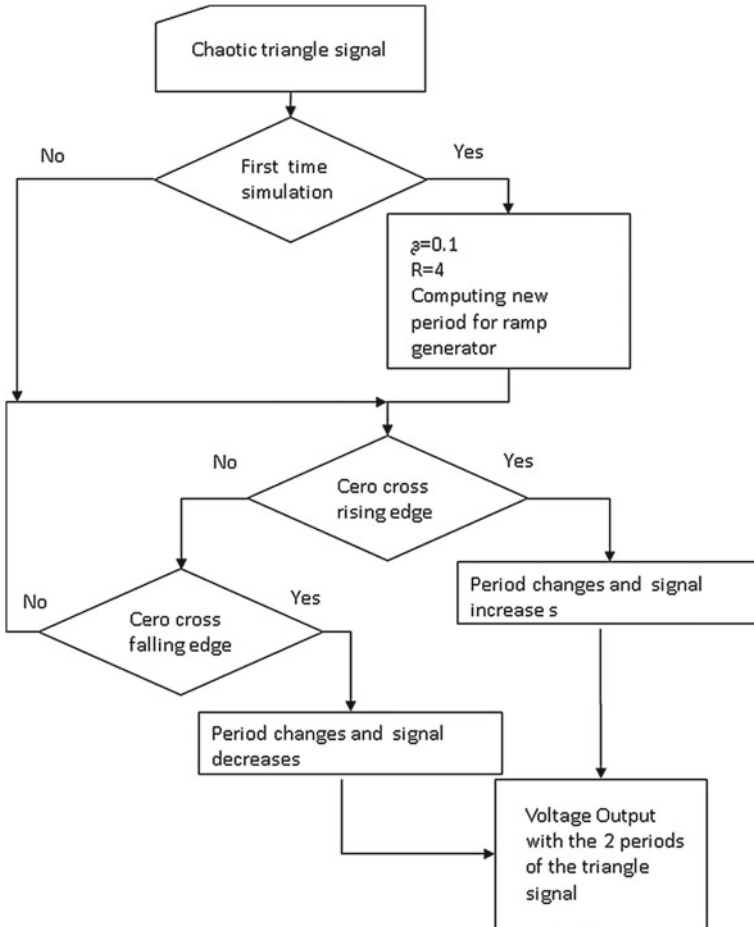 Chaotic triangle signal
No
Yes
First time
simulation
ھ=0.1
R=4
Computing new
period for ramp
generator
No
Yes
Cero cross
rising edge
No
Yes
Cero cross
falling edge
Period changes and signal
increase s
Period changes and signal
decreases
Voltage Output
with the 2 periods
of the triangle
signal